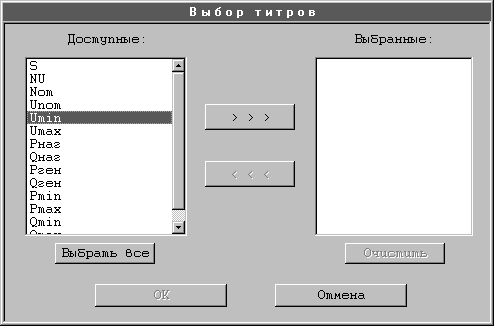 Выбор титров
Доступные:
Выбранные:
S
NU
Nom
Unom
Umin
Umax
Pнаг
Qнаг
Pген
Qген
Pmin
Pmax
Qmin
> > >
< < <
Выбрать все
Очистить
OK
Отмена